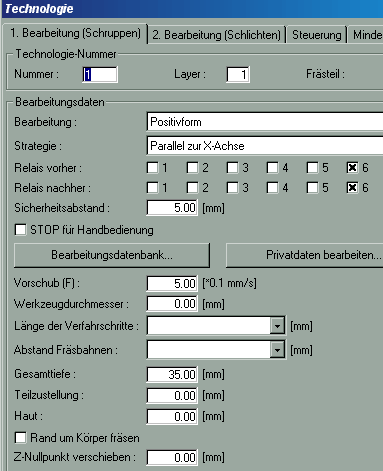 Technologie
1. Bearbeitung (Schruppen) 2. Bearbeitung (Schlichten) Steuerung Minde
Technologie-Nummer
Nummer : 1 Layer : 1 Frästeil :
Bearbeitungsdaten
Bearbeitung : Positivform
Strategie : Parallel zur X-Achse
Relais vorher : 1 2 3 4 5 6
Relais nachher : 1 2 3 4 5 6
Sicherheitsabstand : 5.00 [mm]
STOP für Handbedienung
Bearbeitungsdatenbank... Privatdaten bearbeiten...
Vorschub (F) : 5.00 [*0.1 mm/s]
Werkzeugdurchmesser : 0.00 [mm]
Länge der Verfahrschritte : [mm]
Abstand Fräsbahnen : [mm]
Gesamttiefe : 35.00 [mm]
Teilzustellung : 0.00 [mm]
Haut : 0.00 [mm]
Rand um Körper fräsen
Z-Nullpunkt verschieben : 0.00 [mm]